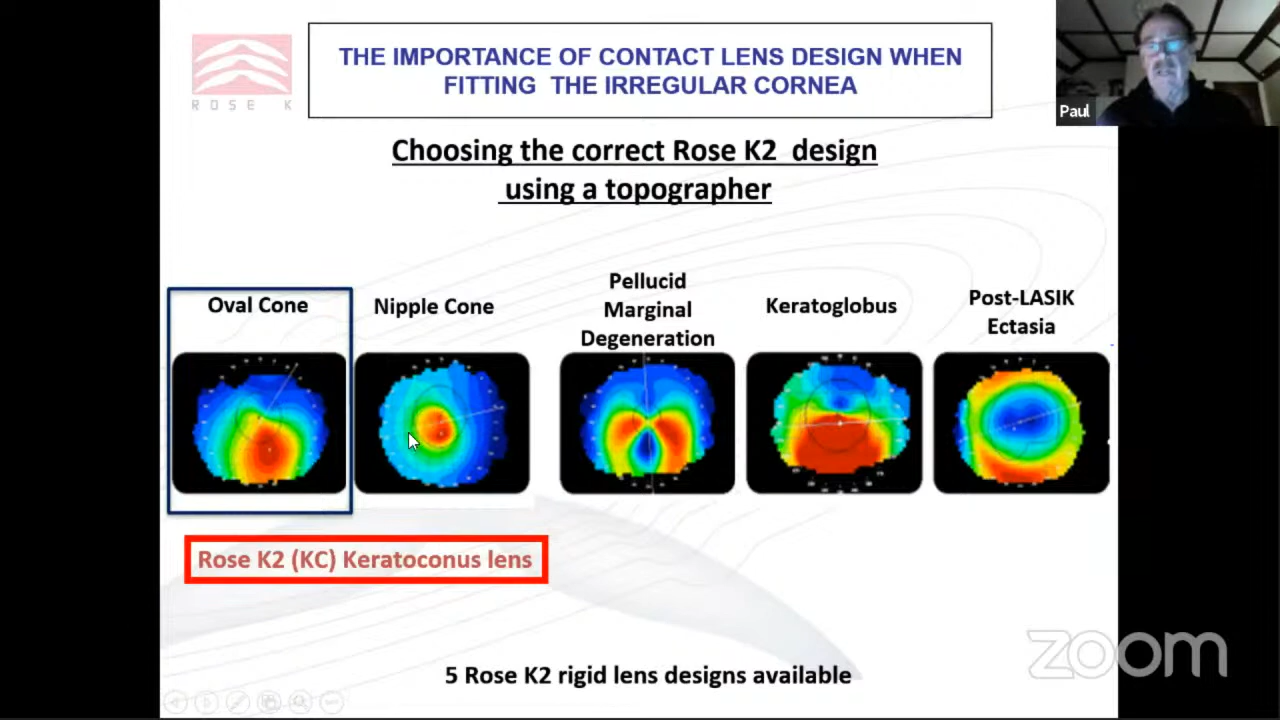 ROSE K
THE IMPORTANCE OF CONTACT LENS DESIGN WHEN
FITTING THE IRREGULAR CORNEA
Paul
Choosing the correct Rose K2 design
using a topographer
Oval Cone
Nipple Cone
Pellucid
Marginal
Degeneration
Keratoglobus
Post-LASIK
Ectasia
Rose K2 (KC) Keratoconus lens
5 Rose K2 rigid lens designs available
zoom